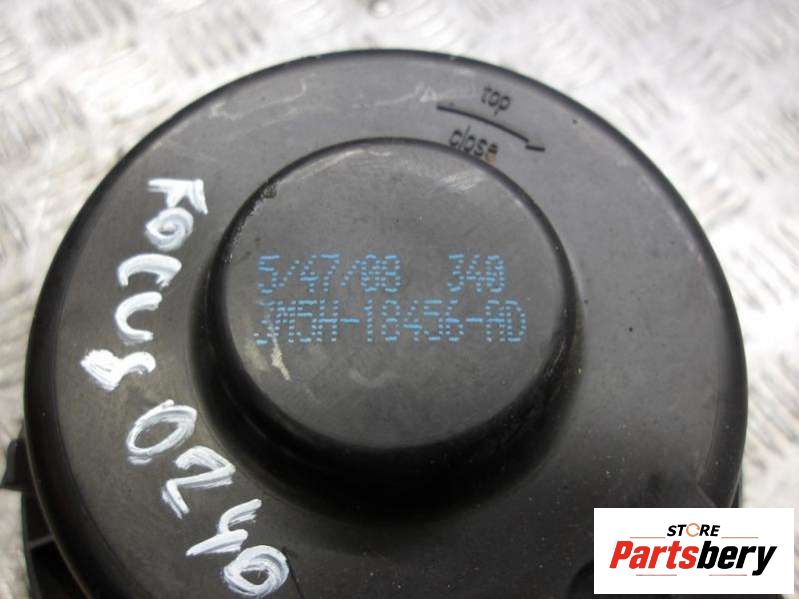 top
close
5/47/08 340
3M5H-18456-AD
FOCUS 0240
STORE
Partsbery